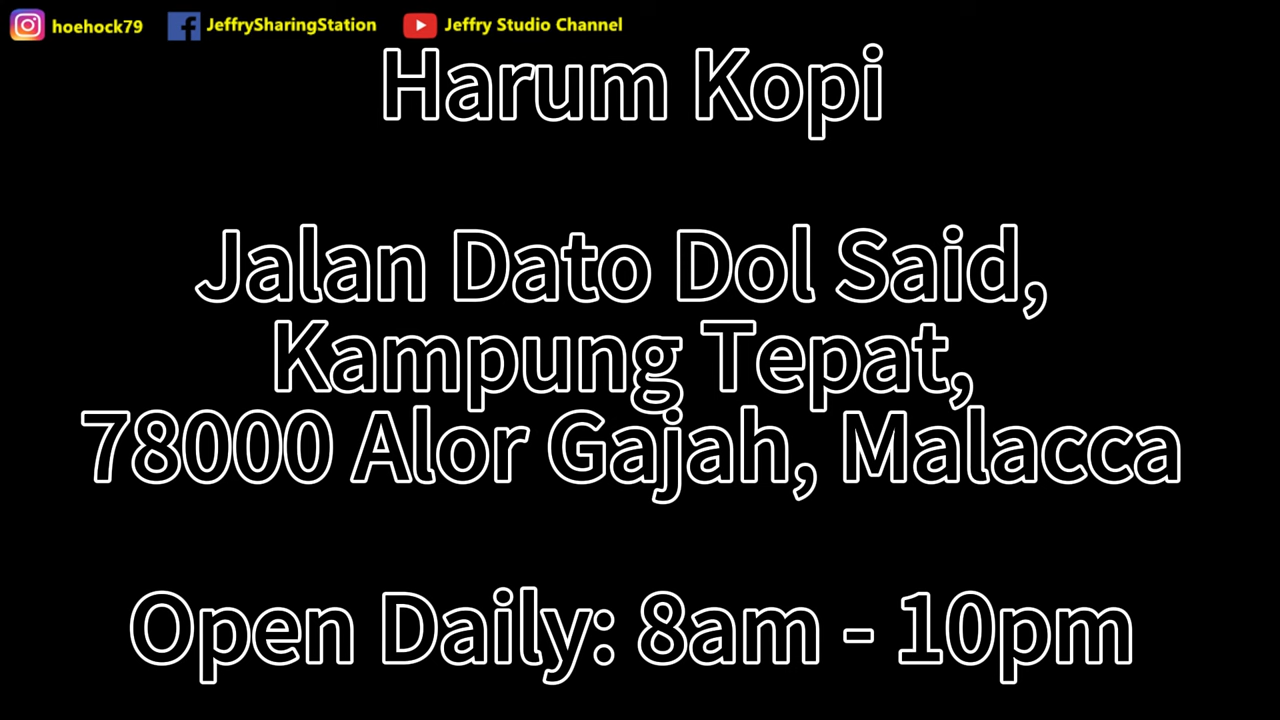 hoehock79 JeffrySharingStation Jeffry Studio Channel
Harum Kopi
Jalan Dato Dol Said,
Kampung Tepat,
78000 Alor Gajah, Malacca
Open Daily: 8am - 10pm